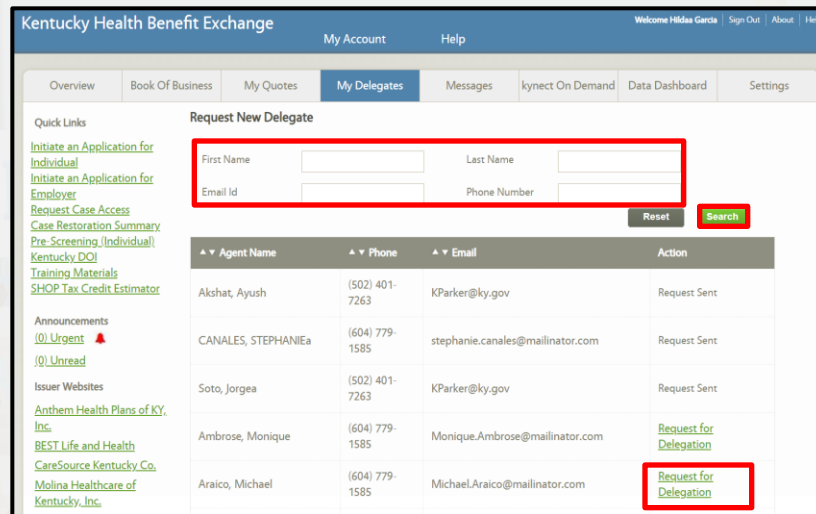 Kentucky Health Benefit Exchange
Welcome Hildaa Garcia | Sign Out | About |
My Account Help
Overview Book Of Business My Quotes My Delegates Messages kynect On Demand Data Dashboard Settings
Quick Links
Initiate an Application for
Individual
Initiate an Application for
Employer
Request Case Access
Case Restoration Summary
Pre-Screening (Individual)
Kentucky DOI
Training Materials
SHOP Tax Credit Estimator
Announcements
(0) Urgent
(0) Unread
Issuer Websites
Anthem Health Plans of KY,
Inc.
BEST Life and Health
CareSource Kentucky Co.
Molina Healthcare of
Kentucky, Inc.
Request New Delegate
First Name Last Name
Email Id Phone Number
Reset Search
▲▼ Agent Name ▲▼ Phone ▲▼ Email Action
Akshat, Ayush (502) 401-
7263 KParker@ky.gov Request Sent
CANALES, STEPHANIEa (604) 779-
1585 stephanie.canales@mailinator.com Request Sent
Soto, Jorgea (502) 401-
7263 KParker@ky.gov Request Sent
Ambrose, Monique (604) 779-
1585 Monique.Ambrose@mailinator.com Request for
Delegation
Araico, Michael (604) 779-
1585 Michael.Araico@mailinator.com Request for
Delegation